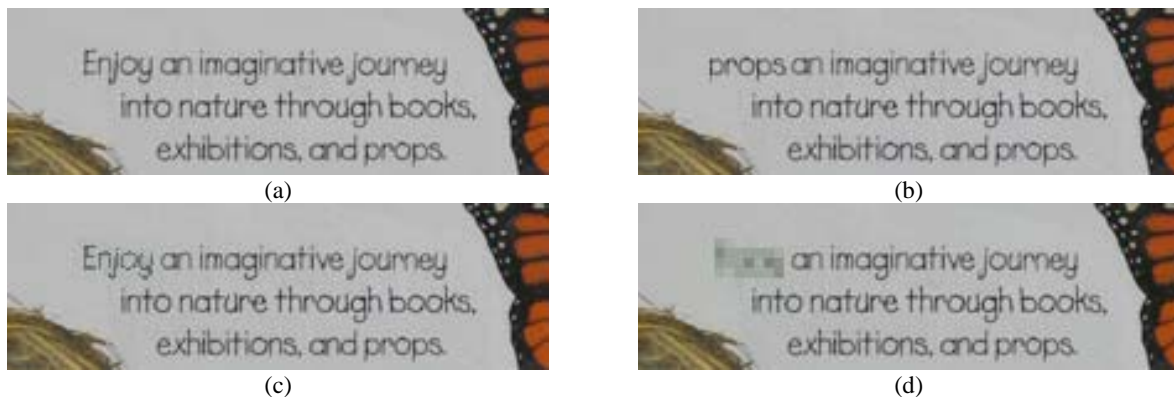 Enjoy an imaginative journey
into nature through books,
exhibitions, and props.
(a)
props an imaginative journey
into nature through books,
exhibitions, and props.
(b)
Enjoy an imaginative journey
into nature through books,
exhibitions, and props.
(c)
an imaginative journey
into nature through books,
exhibitions, and props.
(d)